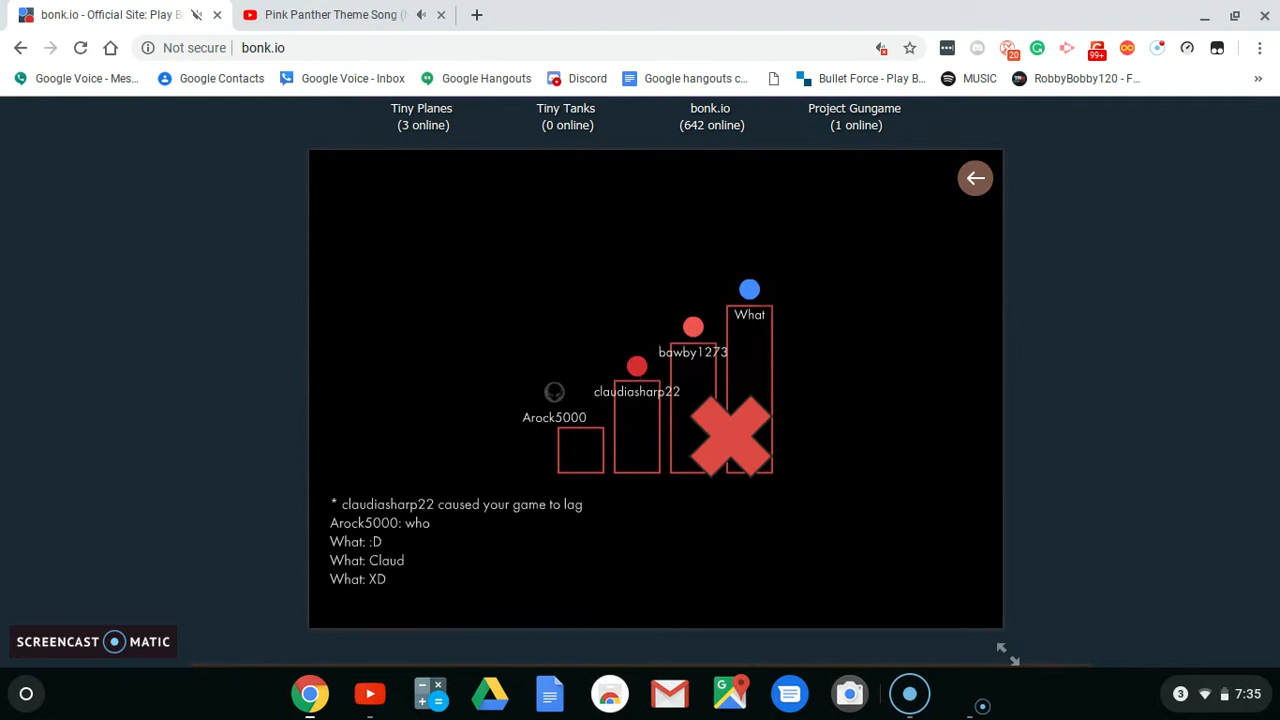 bonk.io - Official Site: Play B
Pink Panther Theme Song (
Not secure
bonk.io
20
99+
Google Voice - Mes...
Google Contacts
Google Voice - Inbox
Google Hangouts
Discord
Google hangouts c...
Bullet Force - Play B...
MUSIC
RobbyBobby120 - F...
»
Tiny Planes
(3 online)
Tiny Tanks
(0 online)
bonk.io
(642 online)
Project Gungame
(1 online)
What
bawby1273
claudiasharp22
Arock5000
* claudiasharp22 caused your game to lag
Arock5000: who
What: :D
What: Claud
What: XD
SCREENCAST MATIC
3
7:35